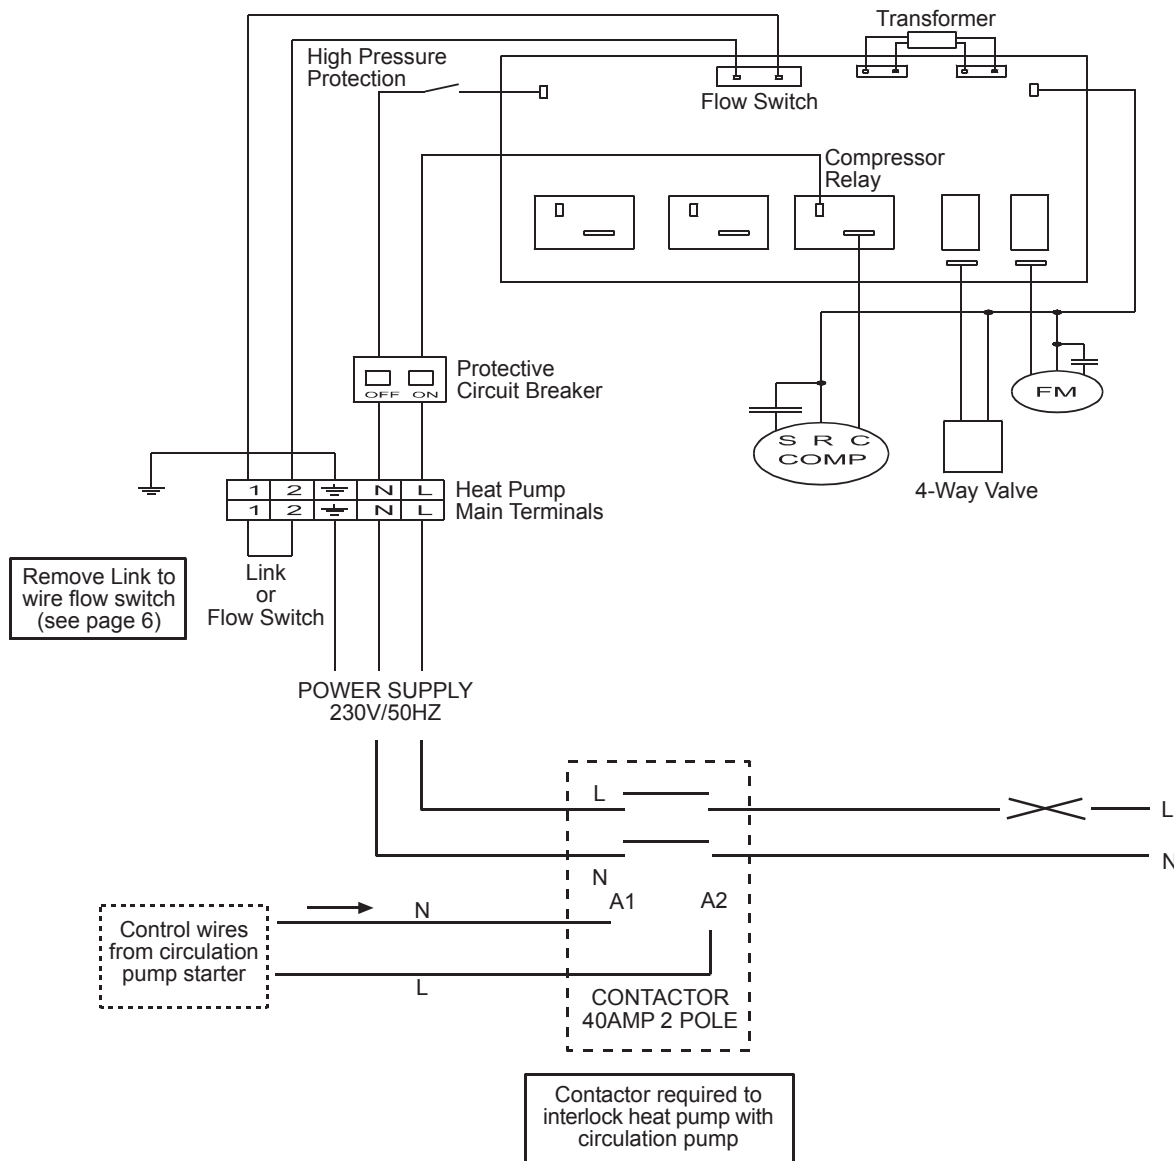 Transformer
High Pressure
Protection
Flow Switch
Compressor
Relay
Protective
Circuit Breaker
OFF ON
FM
S R C
COMP
4-Way Valve
1 2 N L
1 2 N L
Heat Pump
Main Terminals
Remove Link to
wire flow switch
(see page 6)
Link
or
Flow Switch
POWER SUPPLY
230V/50HZ
L
L
N
N
A1 A2
N
L
Control wires
from circulation
pump starter
CONTACTOR
40AMP 2 POLE
Contactor required to
interlock heat pump with
circulation pump